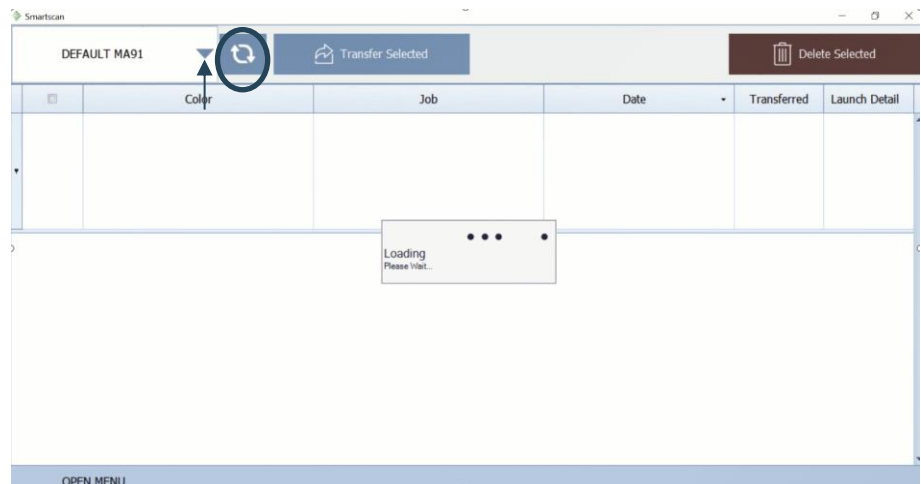 Smartscan
DEFAULT MA91
Transfer Selected
Delete Selected
Color Job Date Transferred Launch Detail
Loading
Please Wait...
OPEN MENU